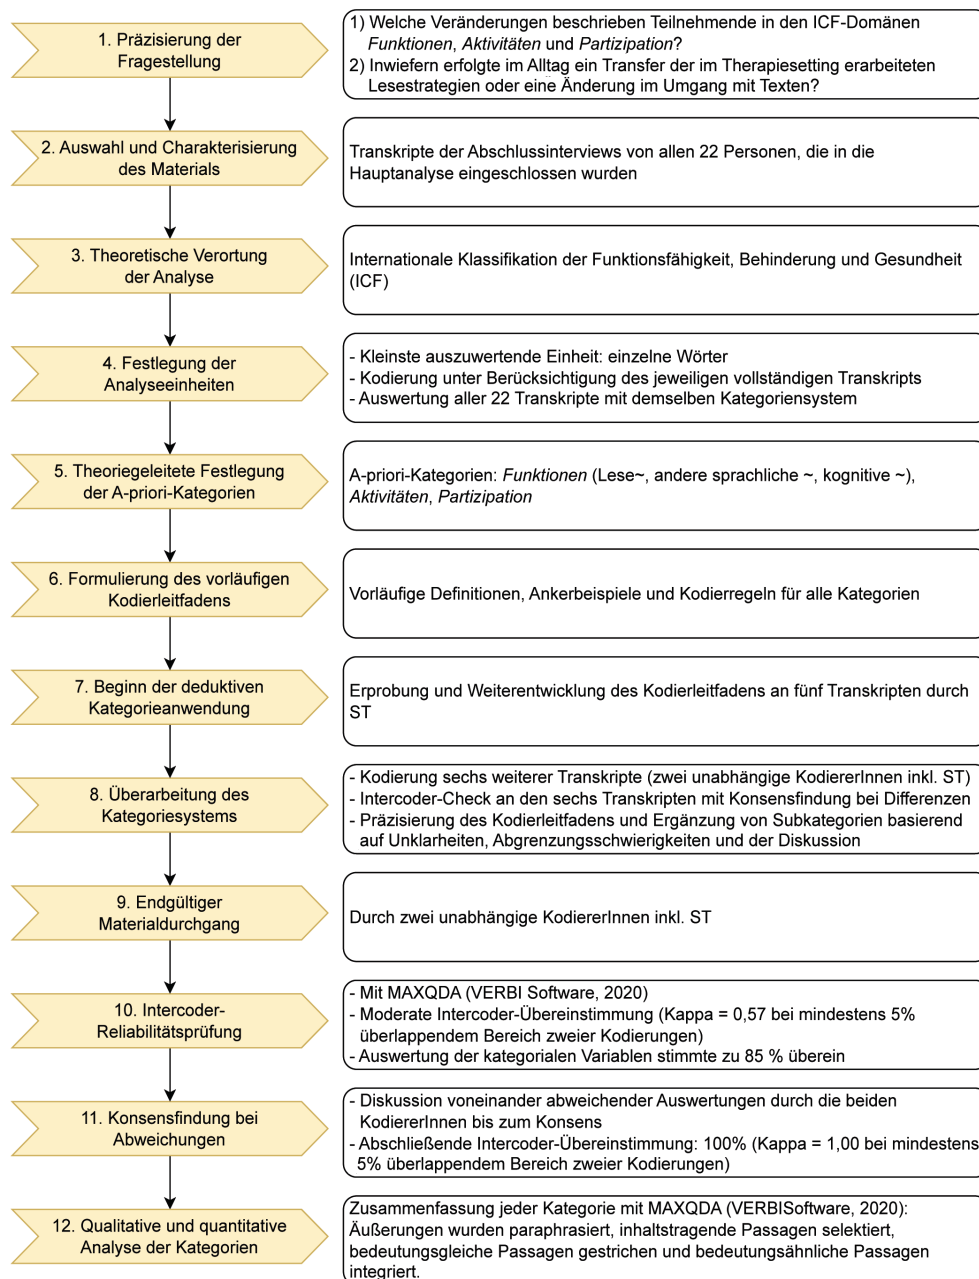 1. Präzisierung der
Fragestellung
1) Welche Veränderungen beschrieben Teilnehmende in den ICF-Domänen
Funktionen, Aktivitäten und Partizipation?
2) Inwiefern erfolgte im Alltag ein Transfer der im Therapiesetting erarbeiteten
Lesestrategien oder eine Änderung im Umgang mit Texten?
2. Auswahl und Charakterisierung
des Materials
Transkripte der Abschlussinterviews von allen 22 Personen, die in die
Hauptanalyse eingeschlossen wurden
3. Theoretische Verortung
der Analyse
Internationale Klassifikation der Funktionsfähigkeit, Behinderung und Gesundheit
(ICF)
4. Festlegung der
Analyseeinheiten
- Kleinste auszuwertende Einheit: einzelne Wörter
- Kodierung unter Berücksichtigung des jeweiligen vollständigen Transkripts
- Auswertung aller 22 Transkripte mit demselben Kategoriensystem
5. Theoriegeleitete Festlegung
der A-priori-Kategorien
A-priori-Kategorien: Funktionen (Lese~, andere sprachliche ~, kognitive ~),
Aktivitäten, Partizipation
6. Formulierung des vorläufigen
Kodierleitfadens
Vorläufige Definitionen, Ankerbeispiele und Kodierregeln für alle Kategorien
7. Beginn der deduktiven
Kategorieanwendung
Erprobung und Weiterentwicklung des Kodierleitfadens an fünf Transkripten durch
ST
8. Überarbeitung des
Kategoriesystems
- Kodierung sechs weiterer Transkripte (zwei unabhängige KodiererInnen inkl. ST)
- Intercoder-Check an den sechs Transkripten mit Konsensfindung bei Differenzen
- Präzisierung des Kodierleitfadens und Ergänzung von Subkategorien basierend
auf Unklarheiten, Abgrenzungsschwierigkeiten und der Diskussion
9. Endgültiger
Materialdurchgang
Durch zwei unabhängige KodiererInnen inkl. ST
10. Intercoder-
Reliabilitätsprüfung
- Mit MAXQDA (VERBI Software, 2020)
- Moderate Intercoder-Übereinstimmung (Kappa = 0,57 bei mindestens 5%
überlappendem Bereich zweier Kodierungen)
- Auswertung der kategorialen Variablen stimmte zu 85 % überein
11. Konsensfindung bei
Abweichungen
- Diskussion voneinander abweichender Auswertungen durch die beiden
KodiererInnen bis zum Konsens
- Abschließende Intercoder-Übereinstimmung: 100% (Kappa = 1,00 bei mindestens
5% überlappendem Bereich zweier Kodierungen)
12. Qualitative und quantitative
Analyse der Kategorien
Zusammenfassung jeder Kategorie mit MAXQDA (VERBISoftware, 2020):
Äußerungen wurden paraphrasiert, inhaltstragende Passagen selektiert,
bedeutungsgleiche Passagen gestrichen und bedeutungsähnliche Passagen
integriert.